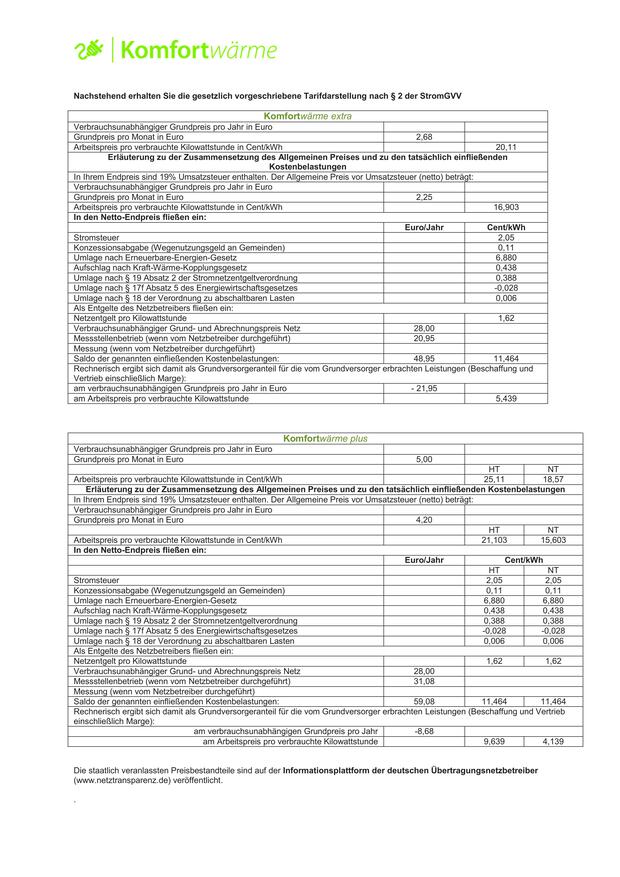 Komfortwärme
Nachstehend erhalten Sie die gesetzlich vorgeschriebene Tarifdarstellung nach § 2 der StromGVV
Komfortwärme extra
Verbrauchsunabhängiger Grundpreis pro Jahr in Euro
Grundpreis pro Monat in Euro 2,68
Arbeitspreis pro verbrauchte Kilowattstunde in Cent/kWh 20,11
Erläuterung zu der Zusammensetzung des Allgemeinen Preises und zu den tatsächlich einfließenden
Kostenbelastungen
In Ihrem Endpreis sind 19% Umsatzsteuer enthalten. Der Allgemeine Preis vor Umsatzsteuer (netto) beträgt:
Verbrauchsunabhängiger Grundpreis pro Jahr in Euro
Grundpreis pro Monat in Euro 2,25
Arbeitspreis pro verbrauchte Kilowattstunde in Cent/kWh 16,903
In den Netto-Endpreis fließen ein:
Euro/Jahr Cent/kWh
Stromsteuer 2,05
Konzessionsabgabe (Wegenutzungsgeld an Gemeinden) 0,11
Umlage nach Erneuerbare-Energien-Gesetz 6,880
Aufschlag nach Kraft-Wärme-Kopplungsgesetz 0,438
Umlage nach § 19 Absatz 2 der Stromnetzentgeltverordnung 0,388
Umlage nach § 17f Absatz 5 des Energiewirtschaftsgesetzes -0,028
Umlage nach § 18 der Verordnung zu abschaltbaren Lasten 0,006
Als Entgelte des Netzbetreibers fließen ein:
Netzentgelt pro Kilowattstunde 1,62
Verbrauchsunabhängiger Grund- und Abrechnungspreis Netz 28,00
Messstellenbetrieb (wenn vom Netzbetreiber durchgeführt) 20,95
Messung (wenn vom Netzbetreiber durchgeführt)
Saldo der genannten einfließenden Kostenbelastungen: 48,95 11,464
Rechnerisch ergibt sich damit als Grundversorgeranteil für die vom Grundversorger erbrachten Leistungen (Beschaffung und
Vertrieb einschließlich Marge):
am verbrauchsunabhängigen Grundpreis pro Jahr in Euro - 21,95
am Arbeitspreis pro verbrauchte Kilowattstunde 5,439
Komfortwärme plus
Verbrauchsunabhängiger Grundpreis pro Jahr in Euro
Grundpreis pro Monat in Euro 5,00
HT NT
Arbeitspreis pro verbrauchte Kilowattstunde in Cent/kWh 25,11 18,57
Erläuterung zu der Zusammensetzung des Allgemeinen Preises und zu den tatsächlich einfließenden Kostenbelastungen
In Ihrem Endpreis sind 19% Umsatzsteuer enthalten. Der Allgemeine Preis vor Umsatzsteuer (netto) beträgt:
Verbrauchsunabhängiger Grundpreis pro Jahr in Euro
Grundpreis pro Monat in Euro 4,20
HT NT
Arbeitspreis pro verbrauchte Kilowattstunde in Cent/kWh 21,103 15,603
In den Netto-Endpreis fließen ein:
Euro/Jahr Cent/kWh
HT NT
Stromsteuer 2,05 2,05
Konzessionsabgabe (Wegenutzungsgeld an Gemeinden) 0,11 0,11
Umlage nach Erneuerbare-Energien-Gesetz 6,880 6,880
Aufschlag nach Kraft-Wärme-Kopplungsgesetz 0,438 0,438
Umlage nach § 19 Absatz 2 der Stromnetzentgeltverordnung 0,388 0,388
Umlage nach § 17f Absatz 5 des Energiewirtschaftsgesetzes -0,028 -0,028
Umlage nach § 18 der Verordnung zu abschaltbaren Lasten 0,006 0,006
Als Entgelte des Netzbetreibers fließen ein:
Netzentgelt pro Kilowattstunde 1,62 1,62
Verbrauchsunabhängiger Grund- und Abrechnungspreis Netz 28,00
Messstellenbetrieb (wenn vom Netzbetreiber durchgeführt) 31,08
Messung (wenn vom Netzbetreiber durchgeführt)
Saldo der genannten einfließenden Kostenbelastungen: 59,08 11,464 11,464
Rechnerisch ergibt sich damit als Grundversorgeranteil für die vom Grundversorger erbrachten Leistungen (Beschaffung und Vertrieb
einschließlich Marge):
am verbrauchsunabhängigen Grundpreis pro Jahr -8,68
am Arbeitspreis pro verbrauchte Kilowattstunde 9,639 4,139
Die staatlich veranlassten Preisbestandteile sind auf der Informationsplattform der deutschen Übertragungsnetzbetreiber
(www.netztransparenz.de) veröffentlicht.
.